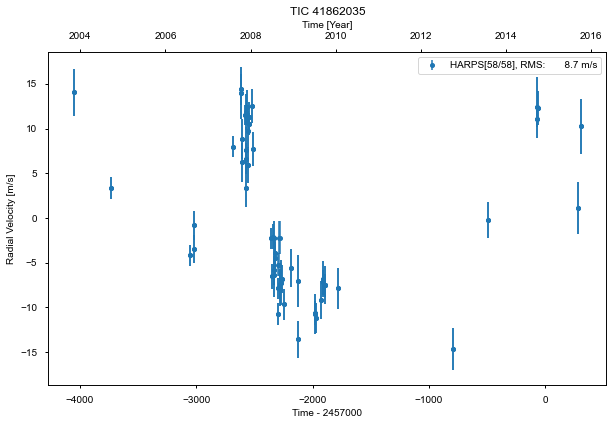 TIC 41862035
Time [Year]
2004 2006 2008 2010 2012 2014 2016
HARPS[58/58], RMS: 8.7 m/s
Radial Velocity [m/s]
15
10
5
0
−5
−10
−15
−4000 −3000 −2000 −1000 0
Time - 2457000